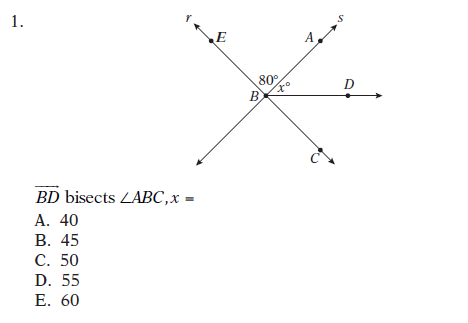 1.
r
s
E
A
80°
x°
D
B
C
BD bisects ∠ABC, x =
A. 40
B. 45
C. 50
D. 55
E. 60